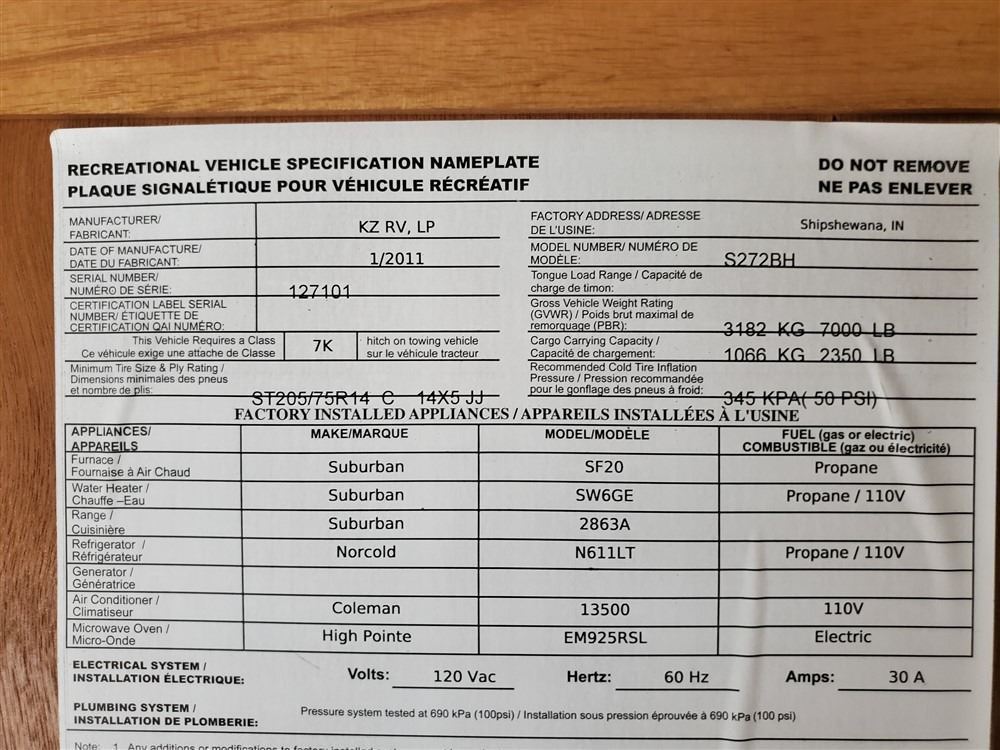 RECREATIONAL VEHICLE SPECIFICATION NAMEPLATE
PLAQUE SIGNALÉTIQUE POUR VÉHICULE RÉCRÉATIF
DO NOT REMOVE
NE PAS ENLEVER
MANUFACTURER/
FABRICANT:
KZ RV, LP
FACTORY ADDRESS/ ADRESSE
DE L'USINE:
Shipshewana, IN
DATE OF MANUFACTURE/
DATE DU FABRICANT:
1/2011
MODEL NUMBER/ NUMÉRO DE
MODÈLE:
S272BH
SERIAL NUMBER/
NUMÉRO DE SÉRIE:
127101
Tongue Load Range / Capacité de
charge de timon:
CERTIFICATION LABEL SERIAL
NUMBER/ ÉTIQUETTE DE
CERTIFICATION QAI NUMÉRO:
Gross Vehicle Weight Rating
(GVWR) / Poids brut maximal de
remorquage (PBR):
3182 KG 7000 LB
This Vehicle Requires a Class
Ce véhicule exige une attache de Classe
7K
hitch on towing vehicle
sur le véhicule tracteur
Cargo Carrying Capacity /
Capacité de chargement:
1066 KG 2350 LB
Minimum Tire Size & Ply Rating /
Dimensions minimales des pneus
et nombre de plis:
ST205/75R14 C 14X5 JJ
Recommended Cold Tire Inflation
Pressure / Pression recommandée
pour le gonflage des pneus à froid:
345 KPA( 50 PSI)
FACTORY INSTALLED APPLIANCES / APPAREILS INSTALLÉES À L'USINE
APPLIANCES/
APPAREILS
MAKE/MARQUE
MODEL/MODÈLE
FUEL (gas or electric)
COMBUSTIBLE (gaz ou électricité)
Furnace /
Fournaise à Air Chaud
Suburban
SF20
Propane
Water Heater /
Chauffe –Eau
Suburban
SW6GE
Propane / 110V
Range /
Cuisinière
Suburban
2863A
Refrigerator /
Réfrigérateur
Norcold
N611LT
Propane / 110V
Generator /
Génératrice
Air Conditioner /
Climatiseur
Coleman
13500
110V
Microwave Oven /
Micro-Onde
High Pointe
EM925RSL
Electric
ELECTRICAL SYSTEM /
INSTALLATION ÉLECTRIQUE:
Volts: 120 Vac
Hertz: 60 Hz
Amps: 30 A
PLUMBING SYSTEM /
INSTALLATION DE PLOMBERIE:
Pressure system tested at 690 kPa (100psi) / Installation sous pression éprouvée à 690 kPa (100 psi)
Note: 1 Any additions or modifications to factory